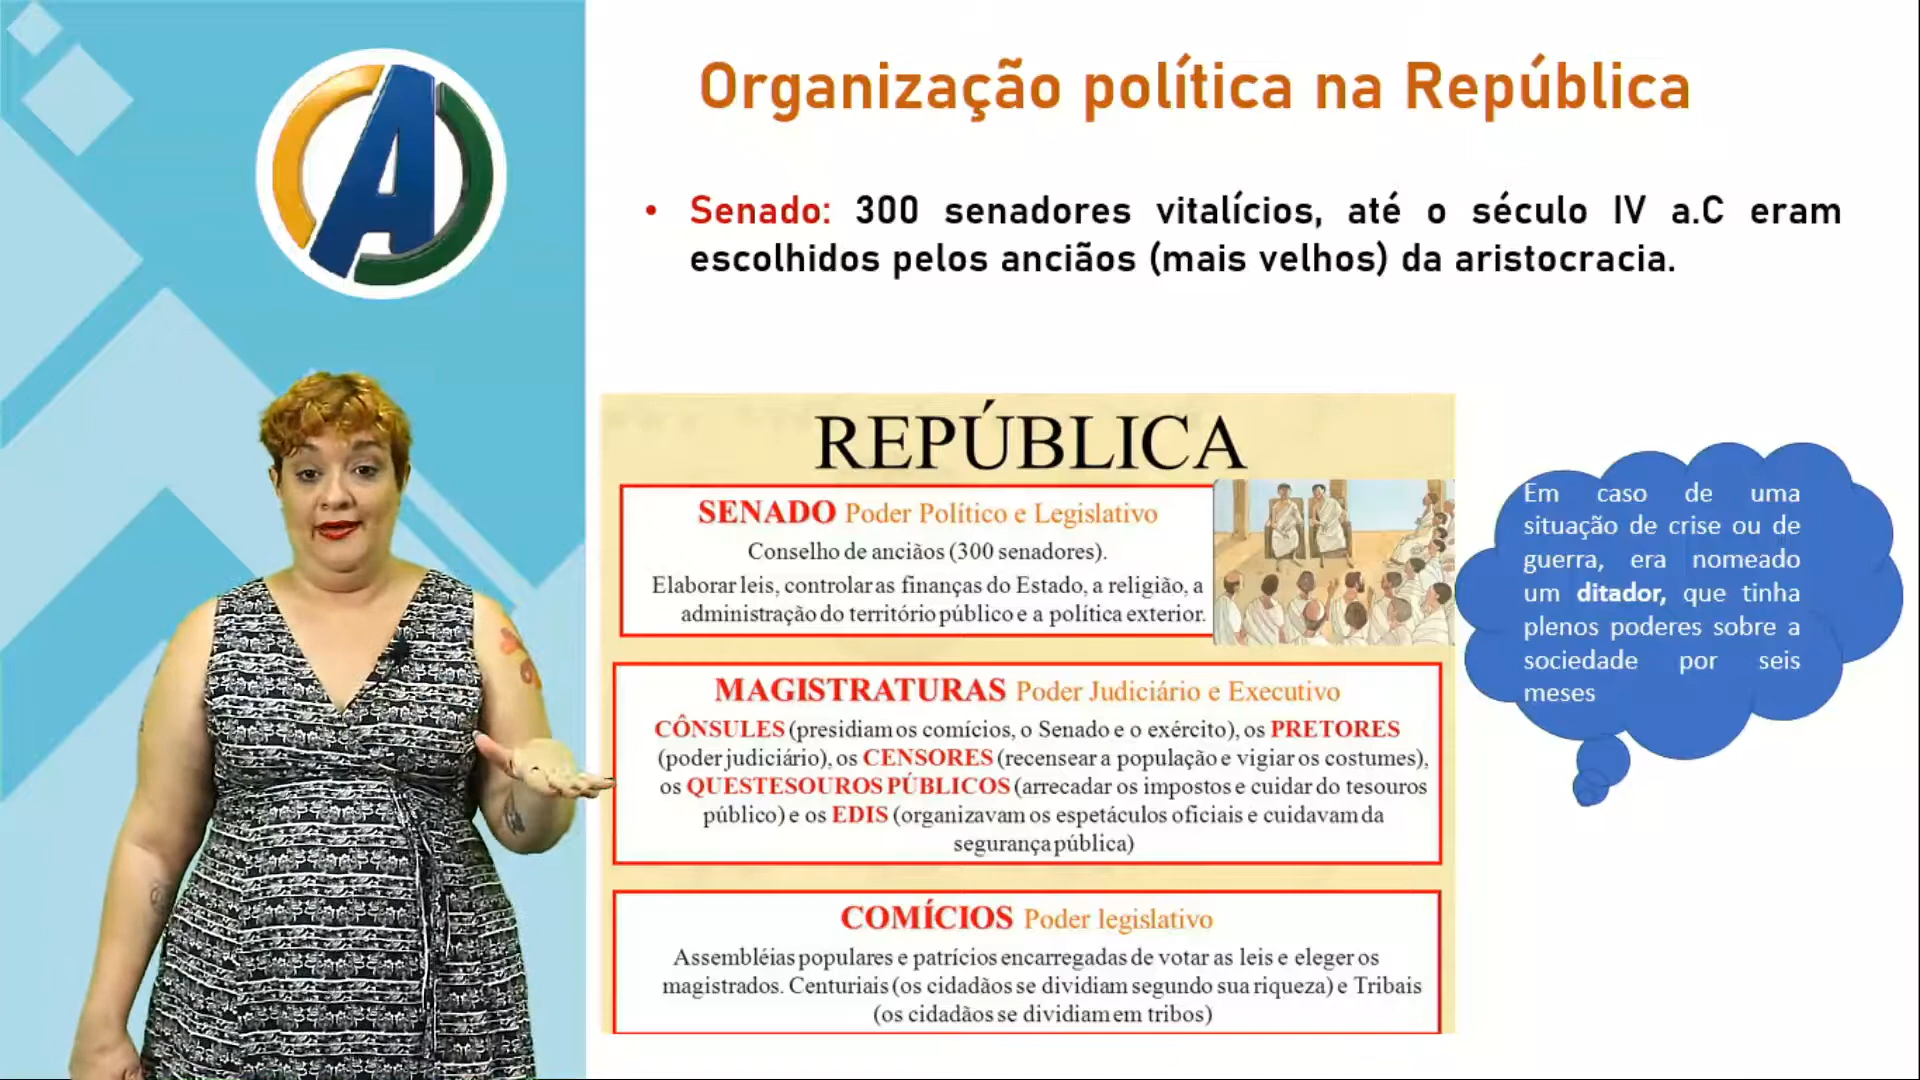 A
Organização política na República
• Senado: 300 senadores vitalícios, até o século IV a.C eram
escolhidos pelos anciãos (mais velhos) da aristocracia.
REPÚBLICA
SENADO Poder Político e Legislativo
Conselho de anciãos (300 senadores).
Elaborar leis, controlar as finanças do Estado, a religião, a
administração do território público e a política exterior.
MAGISTRATURAS Poder Judiciário e Executivo
CÔNSULES (presidiam os comícios, o Senado e o exército), os PRETORES
(poder judiciário), os CENSORES (recensear a população e vigiar os costumes),
os QUESTESOUROS PÚBLICOS (arrecadar os impostos e cuidar do tesouros
público) e os EDIS (organizavam os espetáculos oficiais e cuidavam da
segurança pública)
COMÍCIOS Poder legislativo
Assembléias populares e patrícios encarregadas de votar as leis e eleger os
magistrados. Centuriais (os cidadãos se dividiam segundo sua riqueza) e Tribais
(os cidadãos se dividiam em tribos)
Em caso de uma
situação de crise ou de
guerra, era nomeado
um ditador, que tinha
plenos poderes sobre a
sociedade por seis
meses